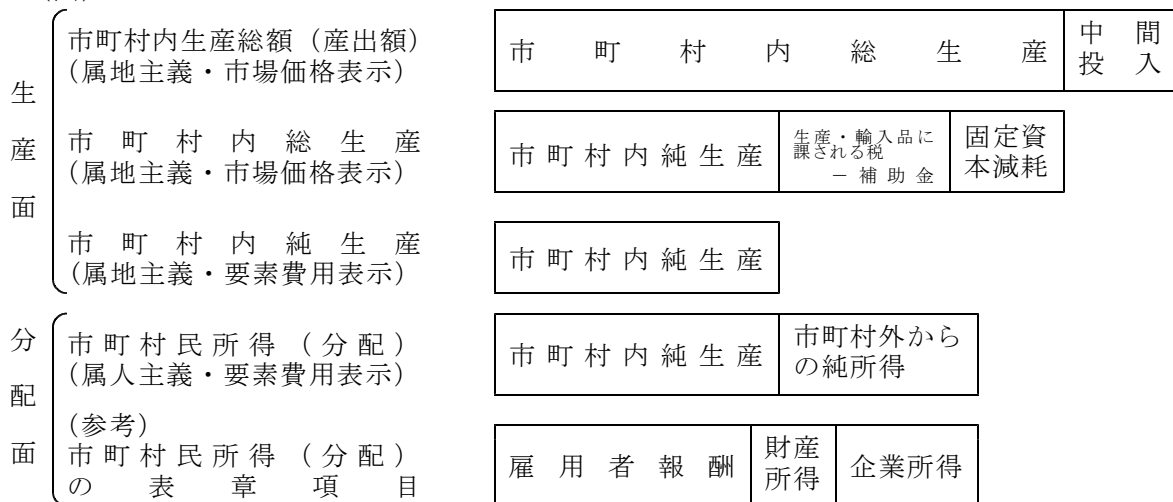 生産面
市町村内生産総額（産出額）
（属地主義・市場価格表示）
市町村内総生産
中間
投入
市町村内総生産
（属地主義・市場価格表示）
市町村内純生産
生産・輸入品に
課される税
－補助金
固定資
本減耗
市町村内純生産
（属地主義・要素費用表示）
市町村内純生産
分配面
市町村民所得（分配）
（属人主義・要素費用表示）
市町村内純生産
市町村外から
の純所得
（参考）
市町村民所得（分配）
の表章項目
雇用者報酬
財産
所得
企業所得